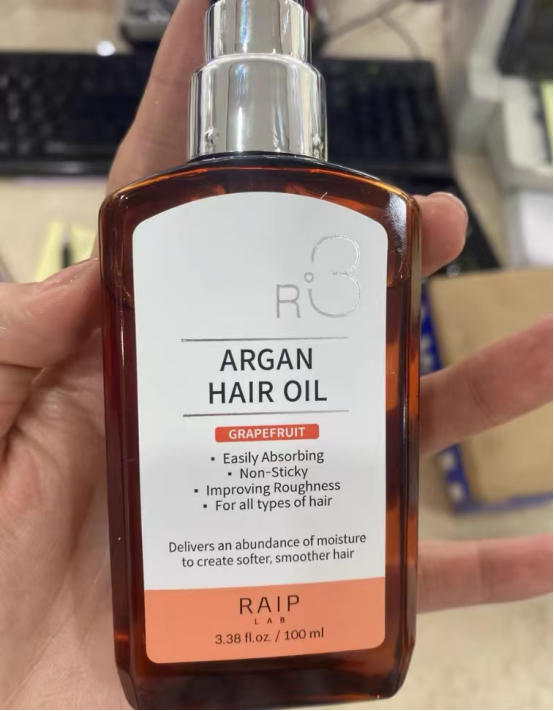 R°3
ARGAN
HAIR OIL
GRAPEFRUIT
• Easily Absorbing
• Non-Sticky
• Improving Roughness
• For all types of hair
Delivers an abundance of moisture
to create softer, smoother hair
RAIP
LAB
3.38 fl.oz. / 100 ml